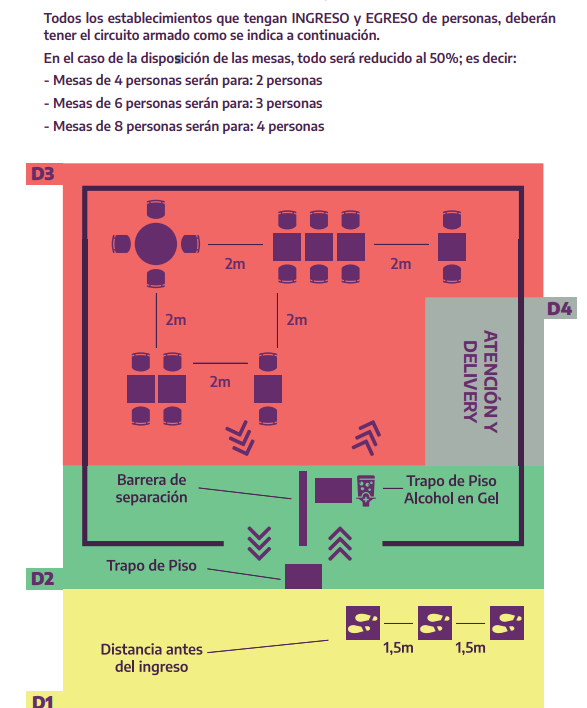 Todos los establecimientos que tengan INGRESO y EGRESO de personas, deberán
tener el circuito armado como se indica a continuación.
En el caso de la disposición de las mesas, todo será reducido al 50%; es decir:
- Mesas de 4 personas serán para: 2 personas
- Mesas de 6 personas serán para: 3 personas
- Mesas de 8 personas serán para: 4 personas
D3
2m
2m
D4
2m
2m
2m
ATENCIÓN Y
DELIVERY
Barrera de
separación
Trapo de Piso
Alcohol en Gel
Trapo de Piso
D2
Distancia antes
del ingreso
1,5m
1,5m
D1